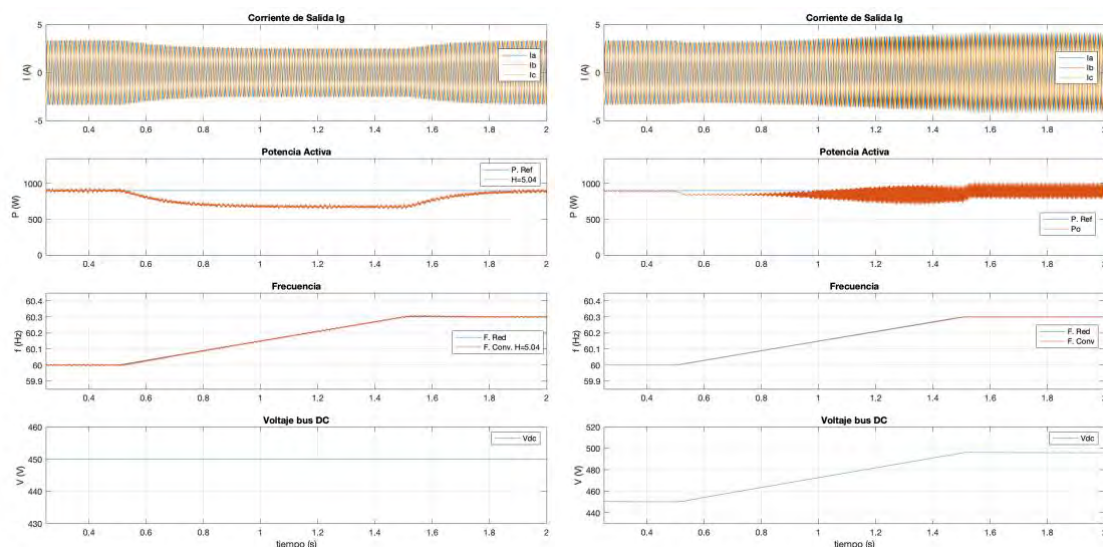 Corriente de Salida Ig
5
0
-5
I (A)
Ia
Ib
Ic
0.4 0.6 0.8 1 1.2 1.4 1.6 1.8 2
Potencia Activa
1000
500
0
P (W)
P. Ref
H=5.04
0.4 0.6 0.8 1 1.2 1.4 1.6 1.8 2
Frecuencia
60.4
60.3
60.2
60.1
60
59.9
f (Hz)
F. Red
F. Conv. H=5.04
0.4 0.6 0.8 1 1.2 1.4 1.6 1.8 2
Voltaje bus DC
460
450
440
430
V (V)
Vdc
0.4 0.6 0.8 1 1.2 1.4 1.6 1.8 2
tiempo (s)
Corriente de Salida Ig
5
0
-5
I (A)
Ia
Ib
Ic
0.4 0.6 0.8 1 1.2 1.4 1.6 1.8 2
Potencia Activa
1000
500
0
P (W)
P. Ref
Po
0.4 0.6 0.8 1 1.2 1.4 1.6 1.8 2
Frecuencia
60.4
60.3
60.2
60.1
60
59.9
f (Hz)
F. Red
F. Conv
0.4 0.6 0.8 1 1.2 1.4 1.6 1.8 2
Voltaje bus DC
520
500
480
460
440
V (V)
Vdc
0.4 0.6 0.8 1 1.2 1.4 1.6 1.8 2
tiempo (s)